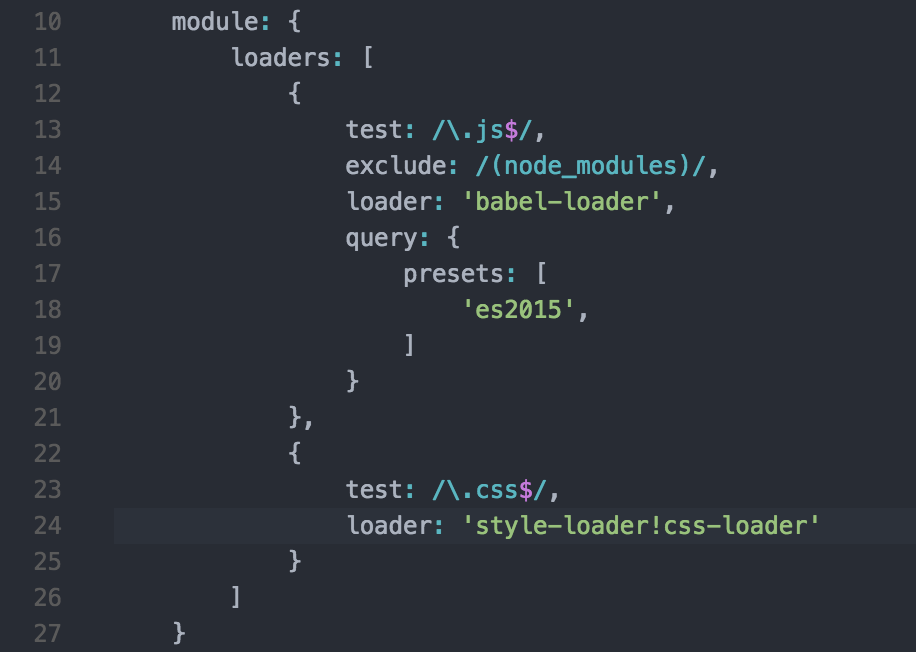 10 module: {
11 loaders: [
12 {
13 test: /\.js$/,
14 exclude: /(node_modules)/,
15 loader: 'babel-loader',
16 query: {
17 presets: [
18 'es2015',
19 ]
20 }
21 },
22 {
23 test: /\.css$/,
24 loader: 'style-loader!css-loader'
25 }
26 ]
27 }